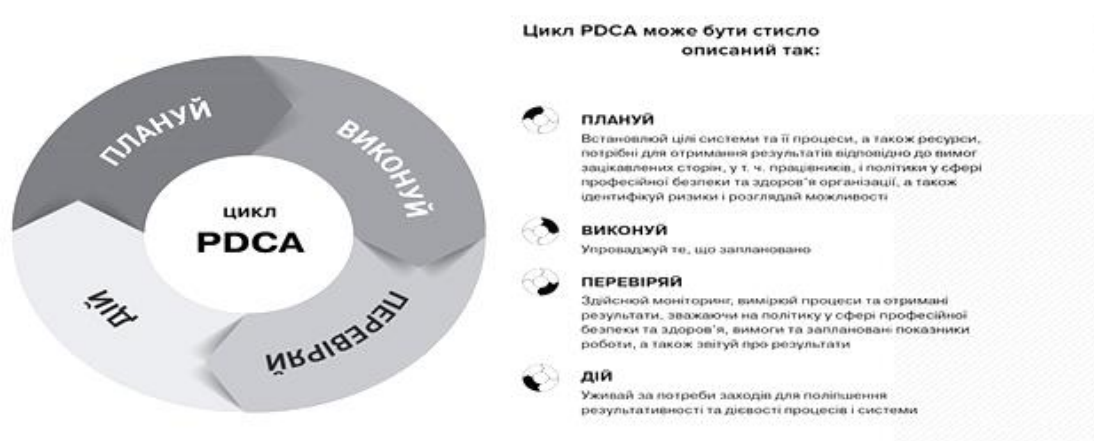 ПЛАНУЙ
ВИКОНУЙ
ПЕРЕВІРЯЙ
ДІЙ
ЦИКЛ
PDCA
Цикл PDCA може бути стисло
описаний так:
ПЛАНУЙ
Встановлюй цілі системи та її процеси, а також ресурси,
потрібні для отримання результатів відповідно до вимог
зацікавлених сторін, у т. ч. працівників, і політики у сфері
професійної безпеки та здоров'я організації, а також
ідентифікуй ризики і розглядай можливості
ВИКОНУЙ
Упроваджуй те, що заплановано
ПЕРЕВІРЯЙ
Здійснюй моніторинг, вимірюй процеси та отримані
результати, зважаючи на політику у сфері професійної
безпеки та здоров'я, вимоги та заплановані показники
роботи, а також звітуй про результати
ДІЙ
Уживай за потреби заходів для поліпшення
результативності та дієвості процесів і системи